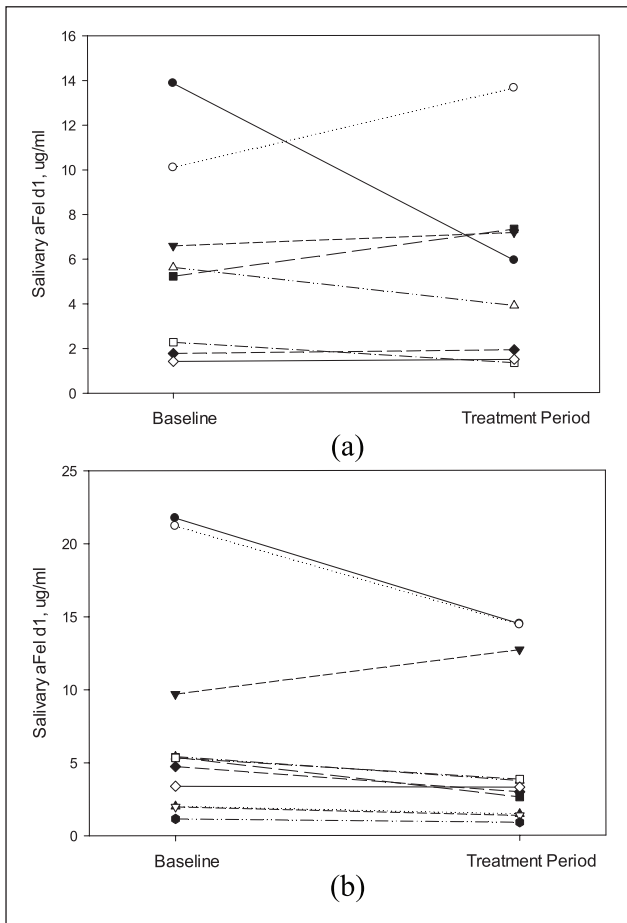 16
14
12
10
8
6
4
2
0
Salivary aFel d1, ug/ml
Baseline Treatment Period
(a)
25
20
15
10
5
0
Salivary aFel d1, ug/ml
Baseline Treatment Period
(b)